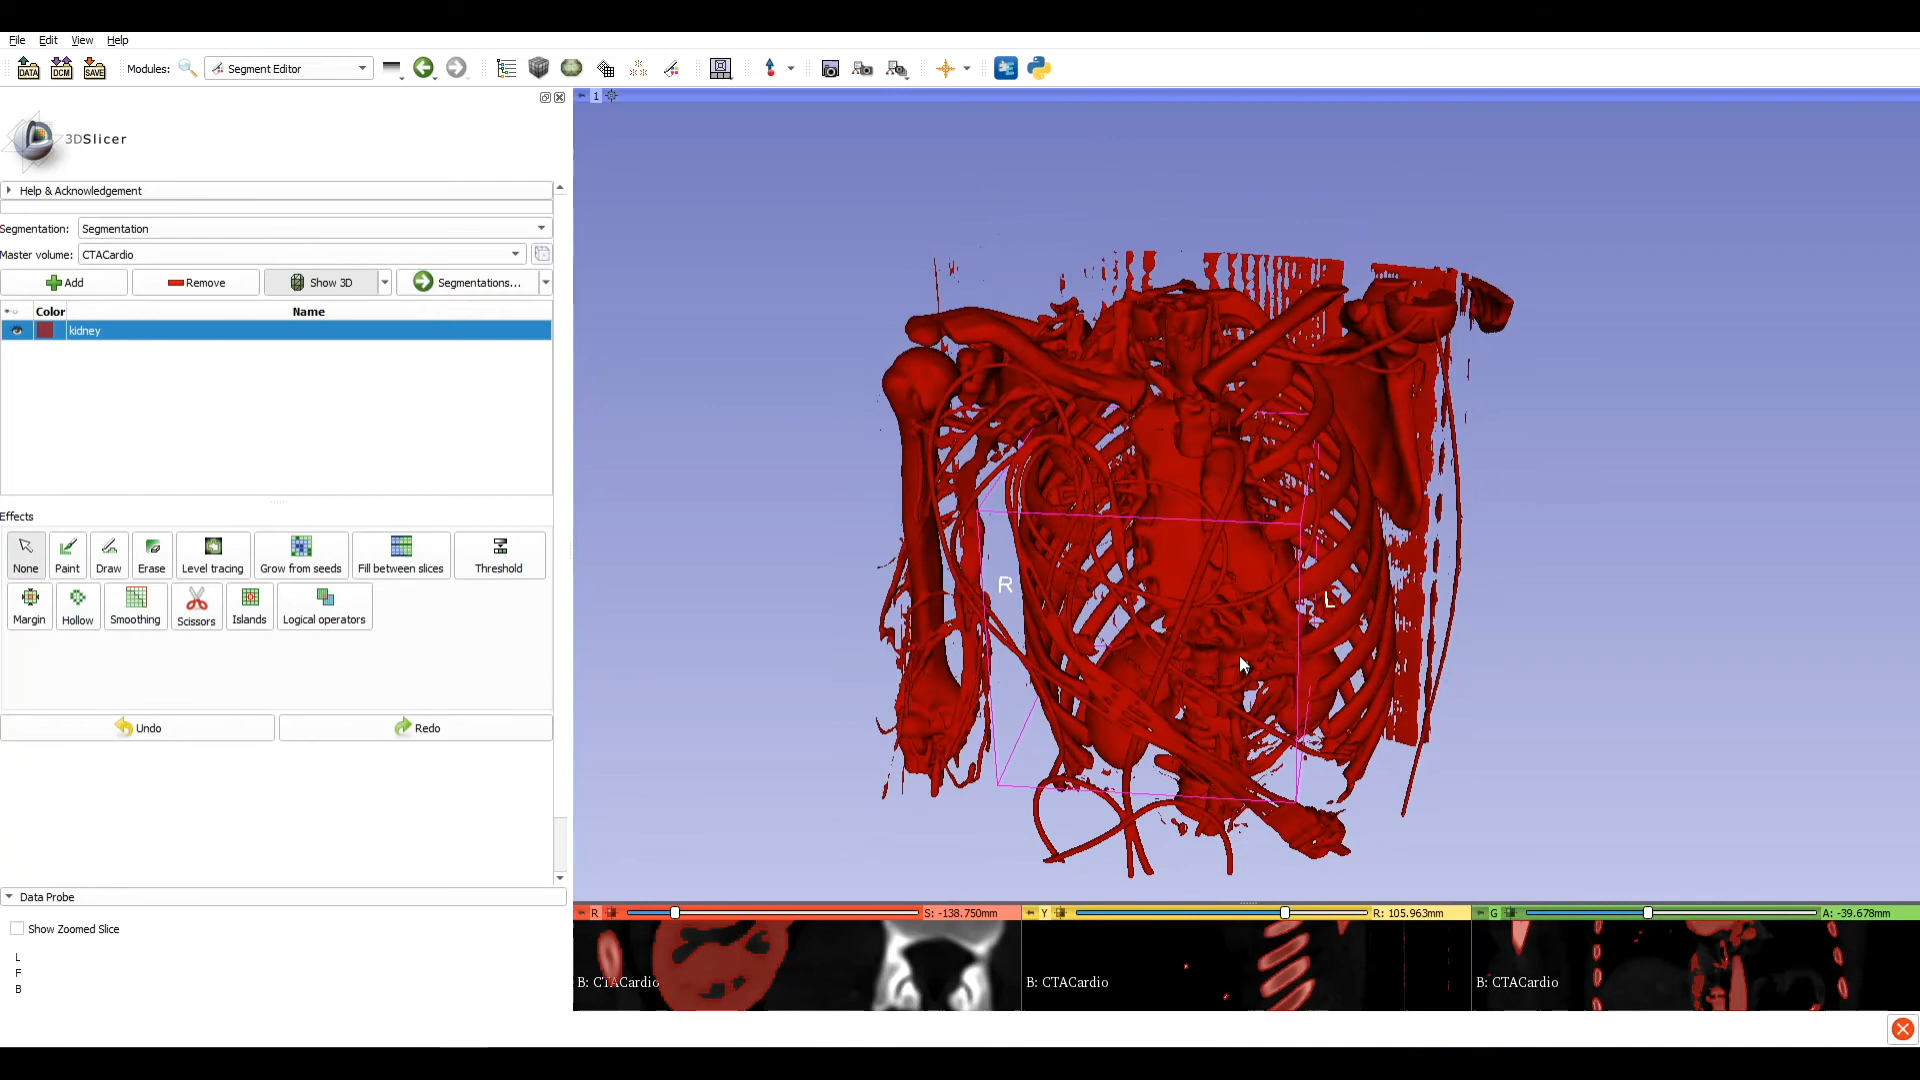 File Edit View Help
DATA DCM SAVE Modules: Segment Editor
1
3DSlicer
Help & Acknowledgement
Segmentation: Segmentation
Master volume: CTACardio
Add Remove Show 3D Segmentations...
Color Name
kidney
Effects
None Paint Draw Erase Level tracing Grow from seeds Fill between slices Threshold
Margin Hollow Smoothing Scissors Islands Logical operators
Undo Redo
R L
Data Probe
Show Zoomed Slice
L
F
B
R S: -138.750mm Y R: 105.963mm G A: -39.678mm
B: CTACardio B: CTACardio B: CTACardio